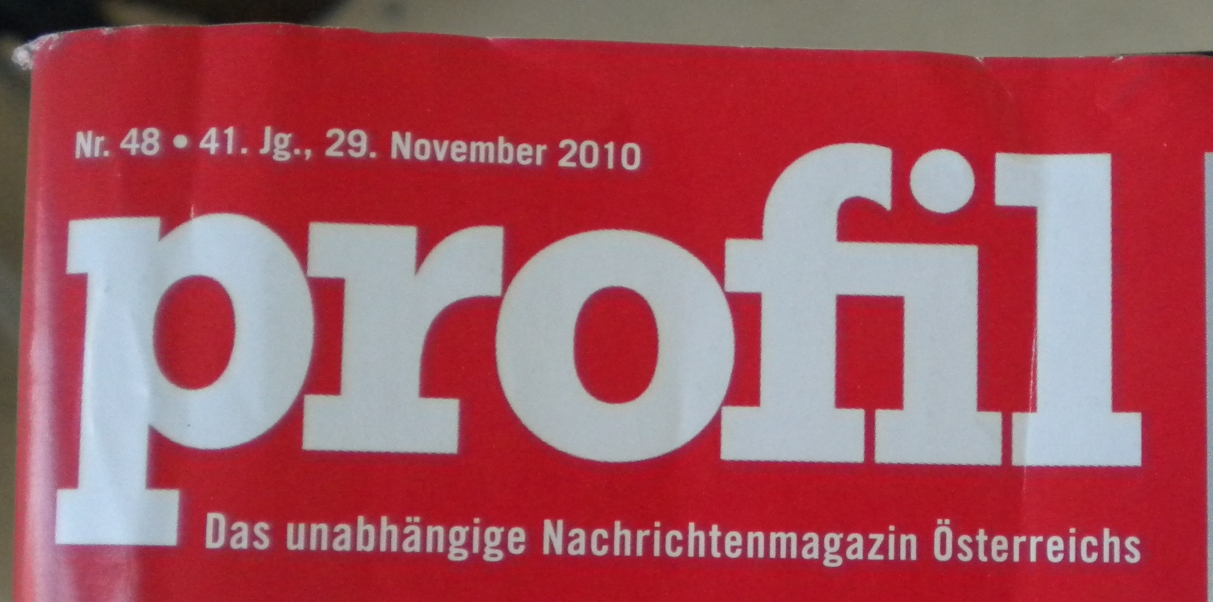 Nr. 48 • 41. Jg., 29. November 2010
profil
Das unabhängige Nachrichtenmagazin Österreichs